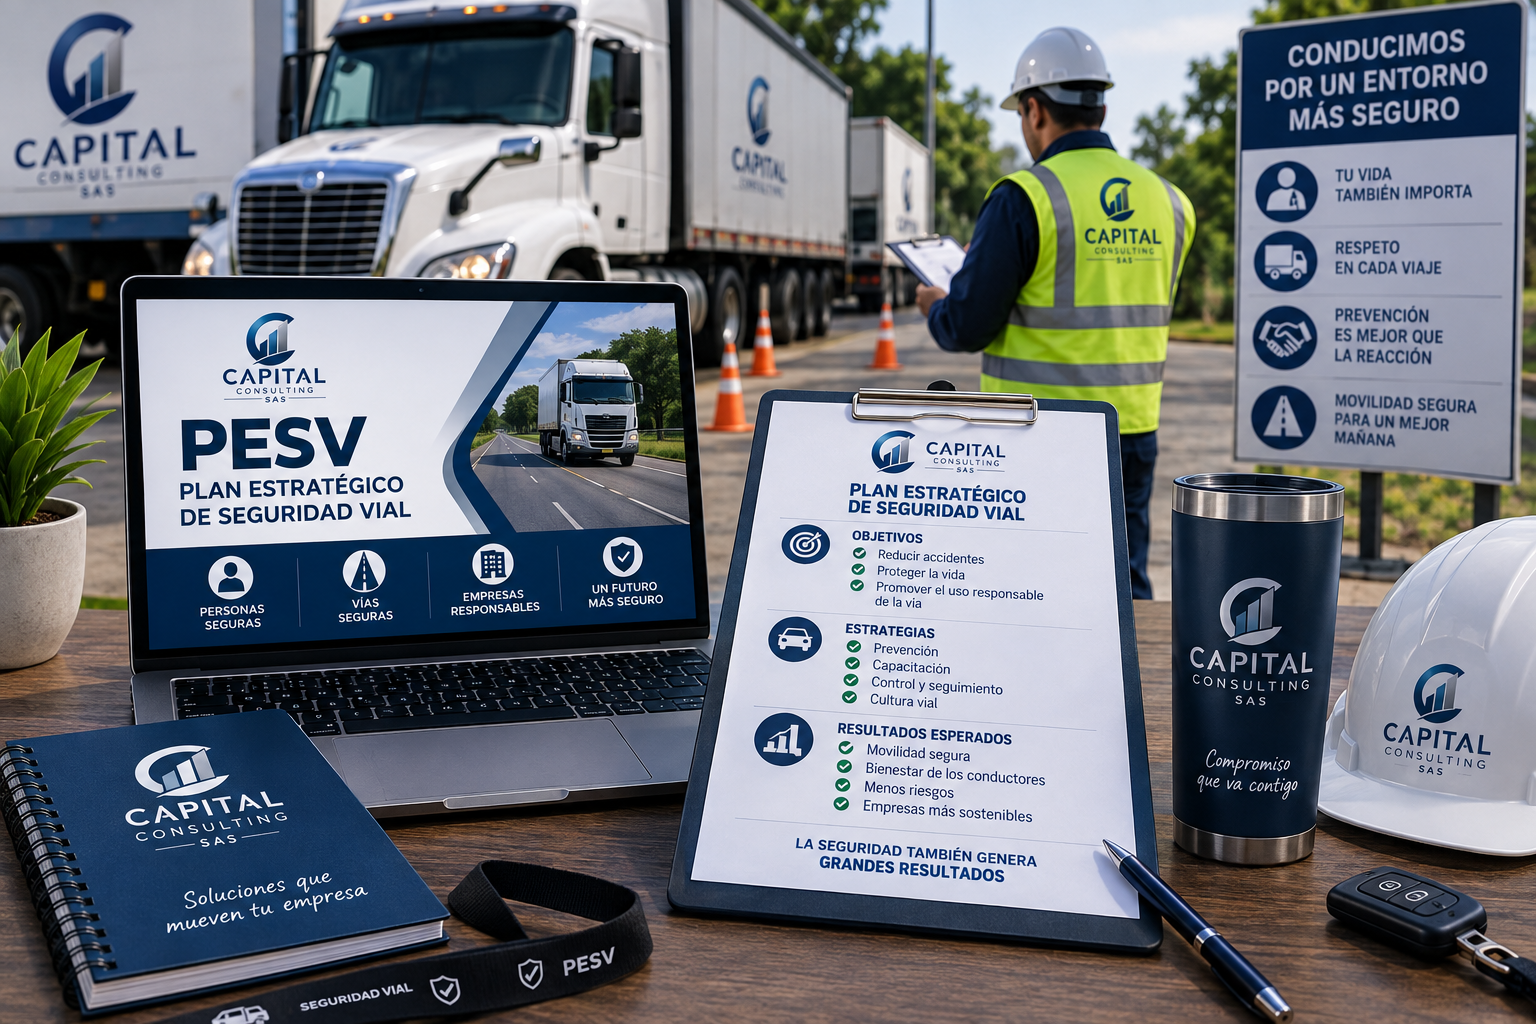 CAPITAL
CONSULTING
SAS
CAPITAL
CONSULTING
SAS
CAPITAL
CONSULTING
SAS
CONDUCIMOS
POR UN ENTORNO
MÁS SEGURO
TU VIDA
TAMBIÉN IMPORTA
RESPETO
EN CADA VIAJE
PREVENCIÓN
ES MEJOR QUE
LA REACCIÓN
MOVILIDAD SEGURA
PARA UN MEJOR
MAÑANA
CAPITAL
CONSULTING
SAS
PESV
PLAN ESTRATÉGICO
DE SEGURIDAD VIAL
PERSONAS
SEGURAS
VÍAS
SEGURAS
EMPRESAS
RESPONSABLES
UN FUTURO
MÁS SEGURO
CAPITAL
CONSULTING
SAS
PLAN ESTRATÉGICO
DE SEGURIDAD VIAL
OBJETIVOS
Reducir accidentes
Proteger la vida
Promover el uso responsable
de la vía
ESTRATEGIAS
Prevención
Capacitación
Control y seguimiento
Cultura vial
RESULTADOS ESPERADOS
Movilidad segura
Bienestar de los conductores
Menos riesgos
Empresas más sostenibles
LA SEGURIDAD TAMBIÉN GENERA
GRANDES RESULTADOS
CAPITAL
CONSULTING
SAS
Compromiso
que va contigo
CAPITAL
CONSULTING
SAS
CAPITAL
CONSULTING
SAS
Soluciones que
mueven tu empresa
SEGURIDAD VIAL
PESV